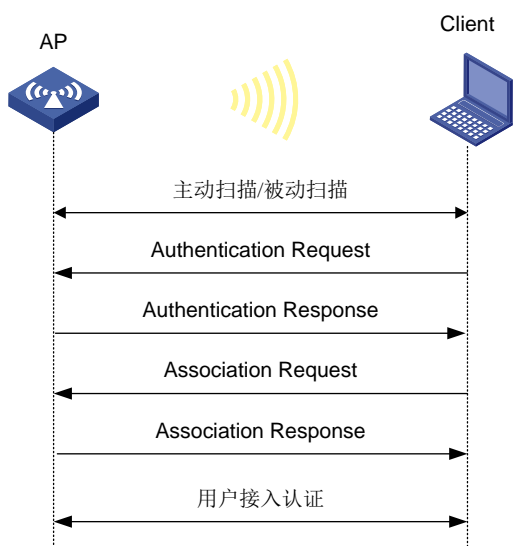 AP
Client
主动扫描/被动扫描
Authentication Request
Authentication Response
Association Request
Association Response
用户接入认证